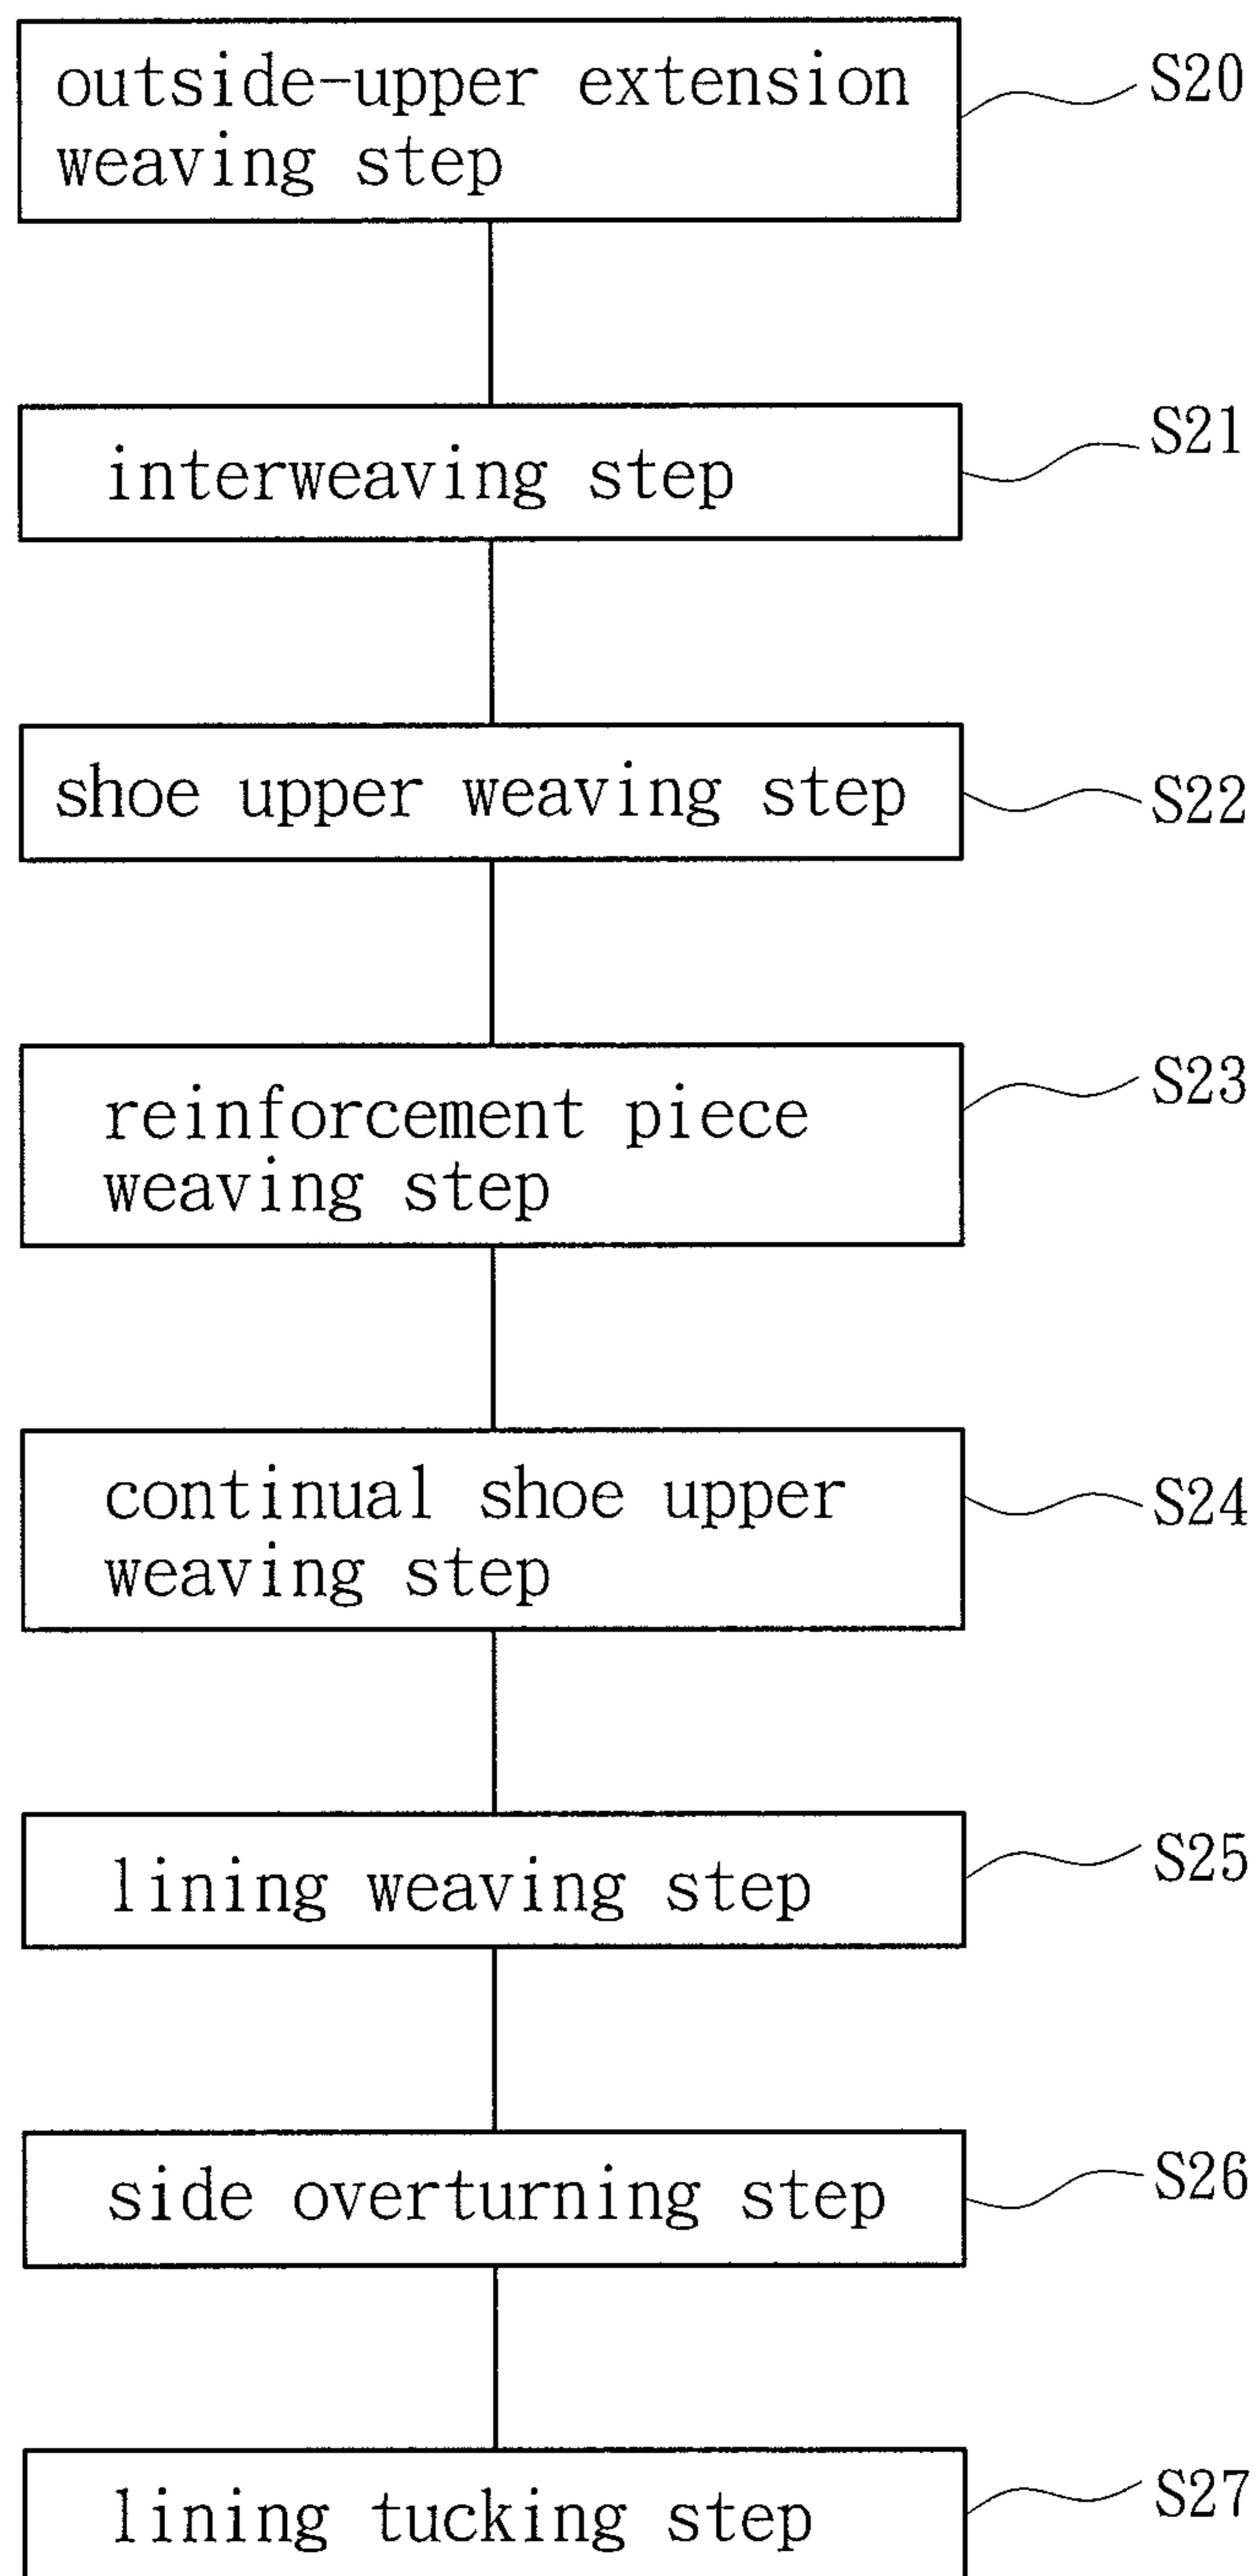 outside-upper extension
weaving step
S20
interweaving step
S21
shoe upper weaving step
S22
reinforcement piece
weaving step
S23
continual shoe upper
weaving step
S24
lining weaving step
S25
side overturning step
S26
lining tucking step
S27